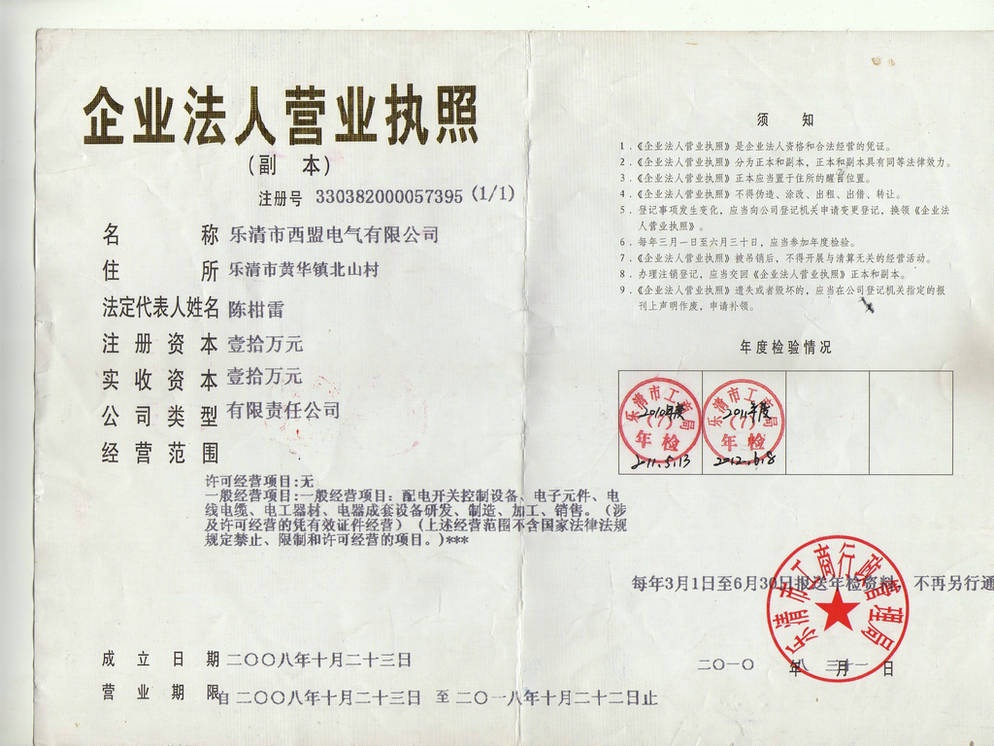 企业法人营业执照
(副 本)
注册号 330382000057395 (1/1)
名 称 乐清市西盟电气有限公司
住 所 乐清市黄华镇北山村
法定代表人姓名 陈柑雷
注 册 资 本 壹拾万元
实 收 资 本 壹拾万元
公 司 类 型 有限责任公司
经 营 范 围
许可经营项目:无
一般经营项目:一般经营项目：配电开关控制设备、电子元件、电
线电缆、电工器材、电器成套设备研发、制造、加工、销售。（涉
及许可经营的凭有效证件经营）（上述经营范围不含国家法律法规
规定禁止、限制和许可经营的项目。)***
成 立 日 期 二〇〇八年十月二十三日
营 业 期 限 自 二〇〇八年十月二十三日 至 二〇一八年十月二十二日止
须 知
1．《企业法人营业执照》是企业法人资格和合法经营的凭证。
2．《企业法人营业执照》分为正本和副本，正本和副本具有同等法律效力。
3．《企业法人营业执照》正本应当置于住所的醒目位置。
4．《企业法人营业执照》不得伪造、涂改、出租、出借、转让。
5．登记事项发生变化，应当向公司登记机关申请变更登记，换领《企业法
人营业执照》。
6．每年三月一日至六月三十日，应当参加年度检验。
7．《企业法人营业执照》被吊销后，不得开展与清算无关的经营活动。
8．办理注销登记，应当交回《企业法人营业执照》正本和副本。
9．《企业法人营业执照》遗失或者毁坏的，应当在公司登记机关指定的报
刊上声明作废，申请补领。
年度检验情况
乐清市工商局
2010年度
(7)
年检
2011.5.13
乐清市工商局
2011年度
(7)
年检
2012.6.8
每年3月1日至6月30日报送年检资料，不再另行通
乐清市工商行政管理局
二〇一〇 年 八 月 三十一 日